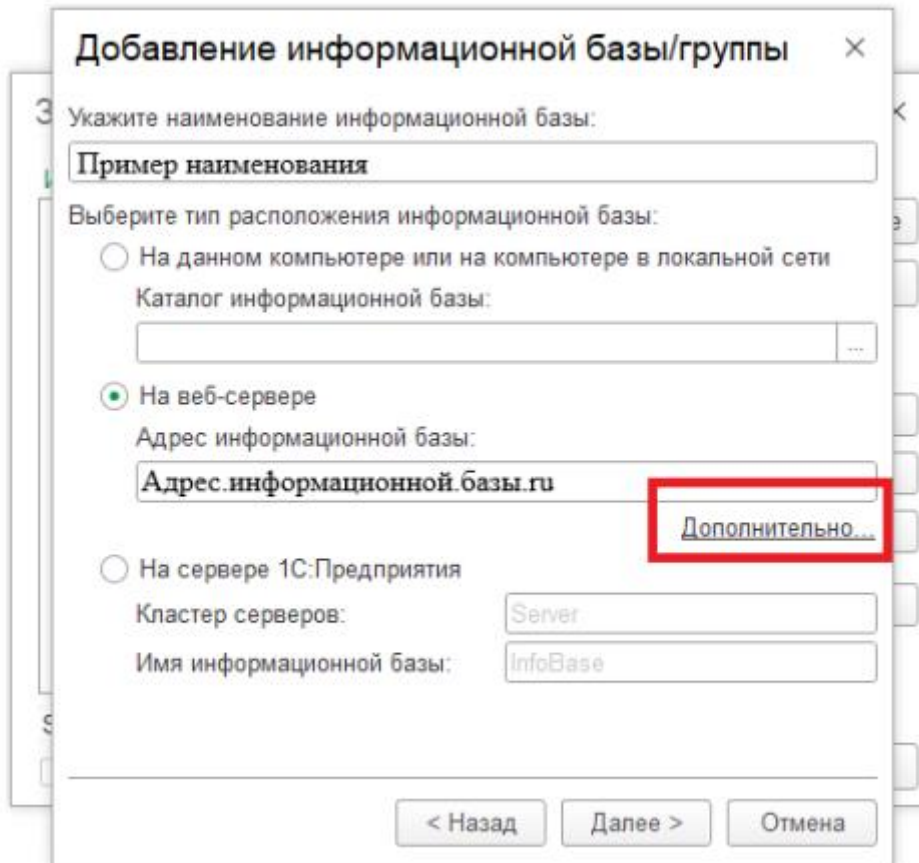 Добавление информационной базы/группы
Укажите наименование информационной базы:
Пример наименования
Выберите тип расположения информационной базы:
На данном компьютере или на компьютере в локальной сети
Каталог информационной базы:
...
На веб-сервере
Адрес информационной базы:
Адрес.информационной.базы.ru
Дополнительно...
На сервере 1С:Предприятия
Кластер серверов: Server
Имя информационной базы: InfoBase
< Назад Далее > Отмена